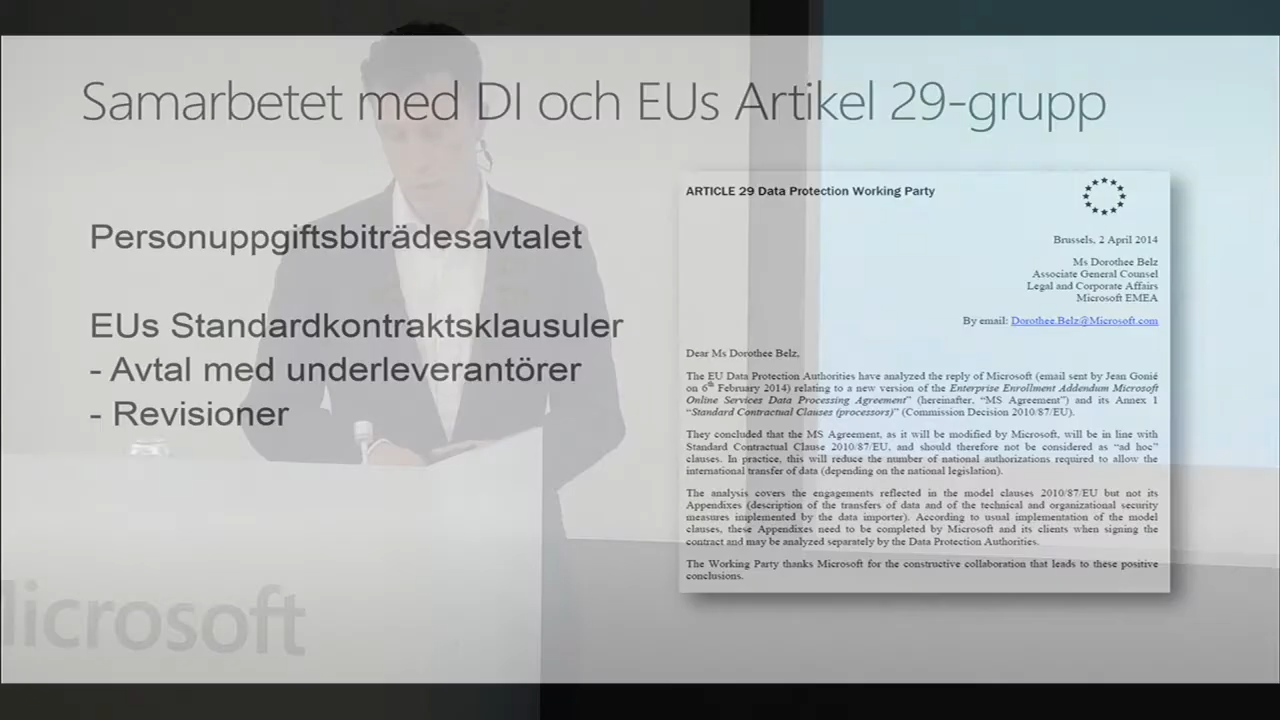 Samarbetet med DI och EUs Artikel 29-grupp
Personuppgiftsbiträdesavtalet
EUs Standardkontraktsklausuler
- Avtal med underleverantörer
- Revisioner
ARTICLE 29 Data Protection Working Party
Brussels, 2 April 2014
Ms Dorothee Belz
Associate General Counsel
Legal and Corporate Affairs
Microsoft EMEA
By email: Dorothee.Belz@Microsoft.com
Dear Ms Dorothee Belz,
The EU Data Protection Authorities have analyzed the reply of Microsoft (email sent by Jean Gonié
on 6th February 2014) relating to a new version of the Enterprise Enrollment Addendum Microsoft
Online Services Data Processing Agreement" (hereinafter, "MS Agreement") and its Annex 1
"Standard Contractual Clauses (processors)" (Commission Decision 2010/87/EU).
They concluded that the MS Agreement, as it will be modified by Microsoft, will be in line with
Standard Contractual Clause 2010/87/EU, and should therefore not be considered as "ad hoc"
clauses. In practice, this will reduce the number of national authorizations required to allow the
international transfer of data (depending on the national legislation).
The analysis covers the engagements reflected in the model clauses 2010/87/EU but not its
Appendixes (description of the transfers of data and of the technical and organizational security
measures implemented by the data importer). According to usual implementation of the model
clauses, these Appendixes need to be completed by Microsoft and its clients when signing the
contract and may be analyzed separately by the Data Protection Authorities.
The Working Party thanks Microsoft for the constructive collaboration that leads to these positive
conclusions.
Microsoft